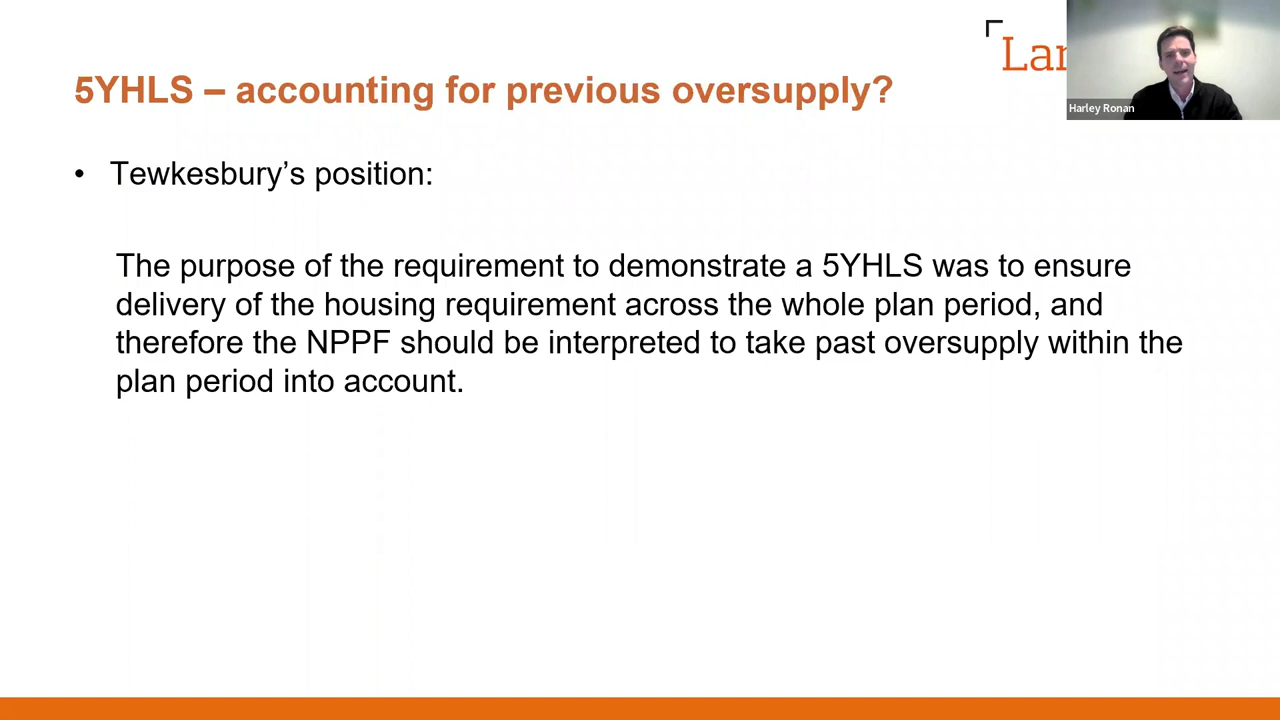 5YHLS – accounting for previous oversupply?
Harley Ronan
• Tewkesbury’s position:
The purpose of the requirement to demonstrate a 5YHLS was to ensure
delivery of the housing requirement across the whole plan period, and
therefore the NPPF should be interpreted to take past oversupply within the
plan period into account.